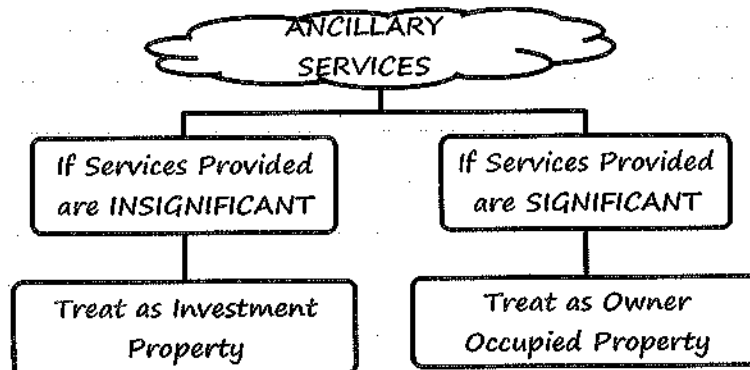 ANCILLARY
SERVICES
If Services Provided
are INSIGNIFICANT
If Services Provided
are SIGNIFICANT
Treat as Investment
Property
Treat as Owner
Occupied Property